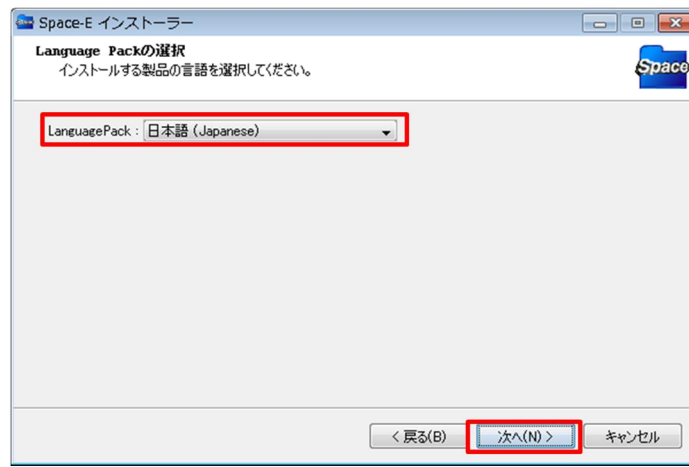 Space-E インストーラー
Language Packの選択
インストールする製品の言語を選択してください。
Space
LanguagePack : 日本語 (Japanese)
< 戻る(B)
次へ(N) >
キャンセル